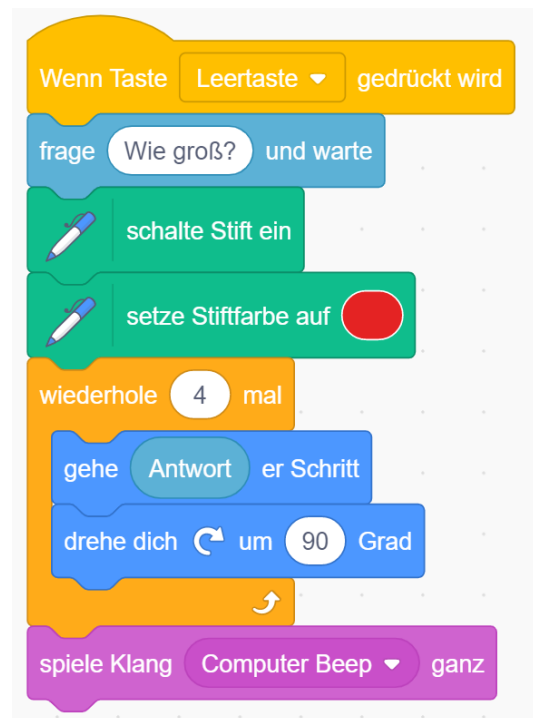 Wenn Taste Leertaste gedrückt wird
frage Wie groß? und warte
schalte Stift ein
setze Stiftfarbe auf
wiederhole 4 mal
gehe Antwort er Schritt
drehe dich um 90 Grad
spiele Klang Computer Beep ganz